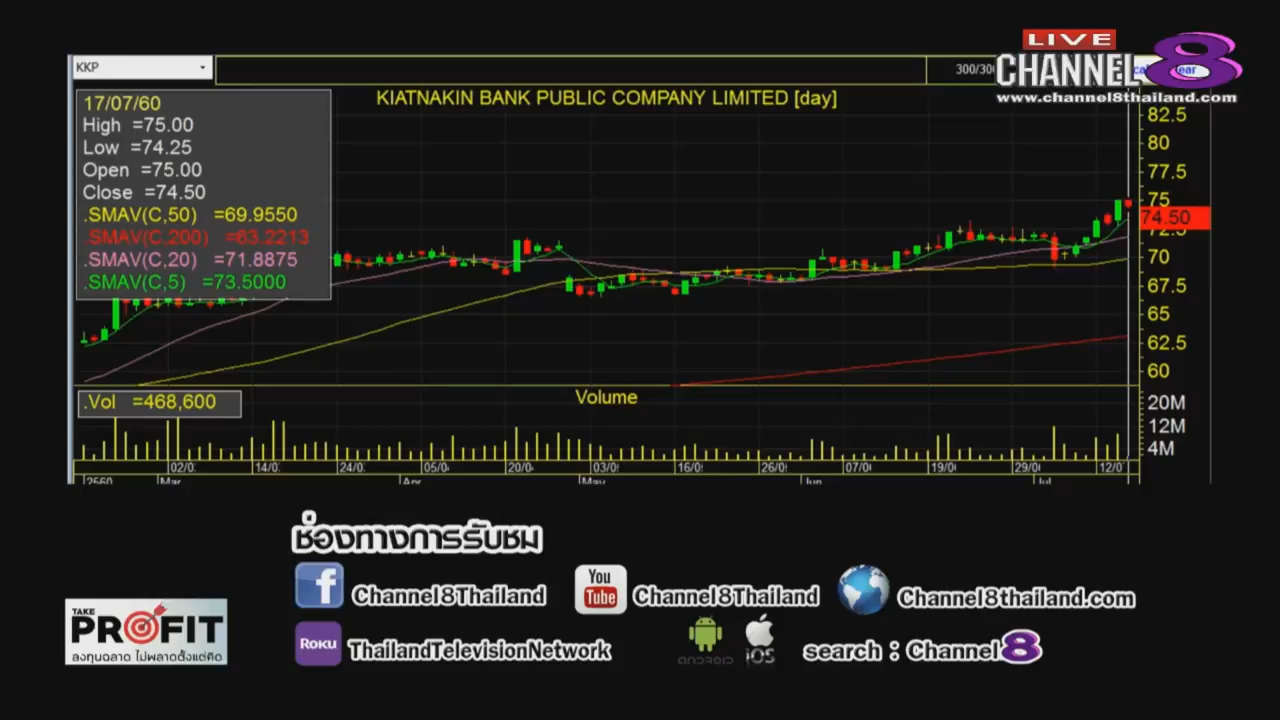 LIVE
CHANNEL 8
www.channel8thailand.com
KKP
300/300
KIATNAKIN BANK PUBLIC COMPANY LIMITED [day]
17/07/60
High =75.00
Low =74.25
Open =75.00
Close =74.50
.SMAV(C,50) =69.9550
.SMAV(C,200) =63.2213
.SMAV(C,20) =71.8875
.SMAV(C,5) =73.5000
82.5
80
77.5
75
74.50
72.5
70
67.5
65
62.5
60
.Vol =468,600
Volume
20M
12M
4M
02/0 14/0 24/0 05/0 20/0 03/0 16/0 26/0 07/0 19/0 29/0 12/0
2560 Mar Apr May Jun Jul
ช่องทางการรับชม
Channel8Thailand
You Tube
Channel8Thailand
Channel8thailand.com
TAKE
PROFIT
ลงทุนฉลาด ไม่พลาดตั้งแต่คิด
ROKU
ThailandTelevisionNetwork
ANDROID
iOS
search : Channel 8